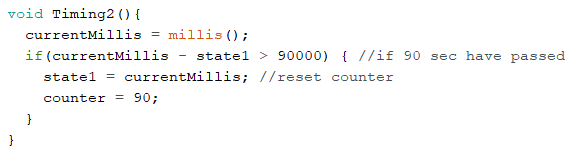 void Timing2(){
  currentMillis = millis();
  if(currentMillis - state1 > 90000) { //if 90 sec have passed
    state1 = currentMillis; //reset counter
    counter = 90;
  }
}